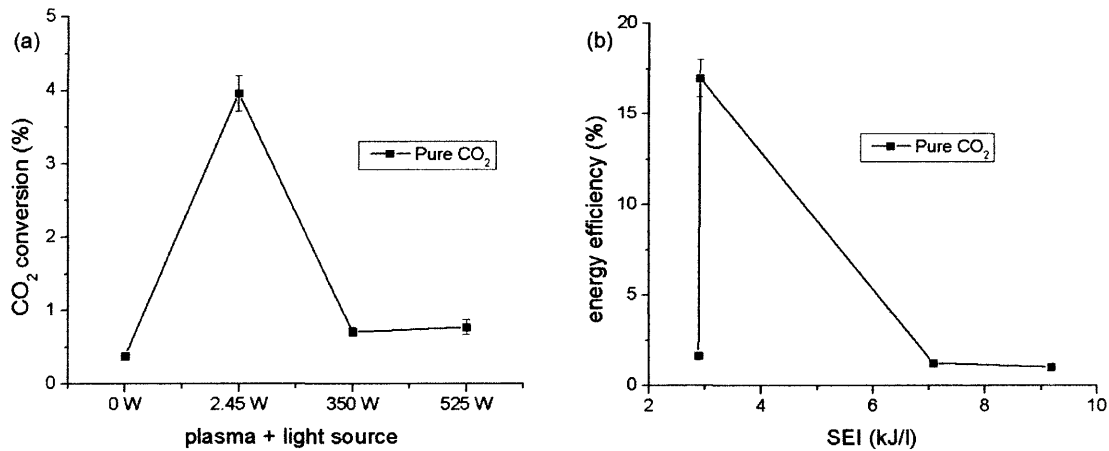 (a)
5
4
3
2
1
0
CO₂ conversion (%)
Pure CO₂
0 W
2.45 W
350 W
525 W
plasma + light source
(b)
20
15
10
5
0
energy efficiency (%)
Pure CO₂
2
4
6
8
10
SEI (kJ/l)